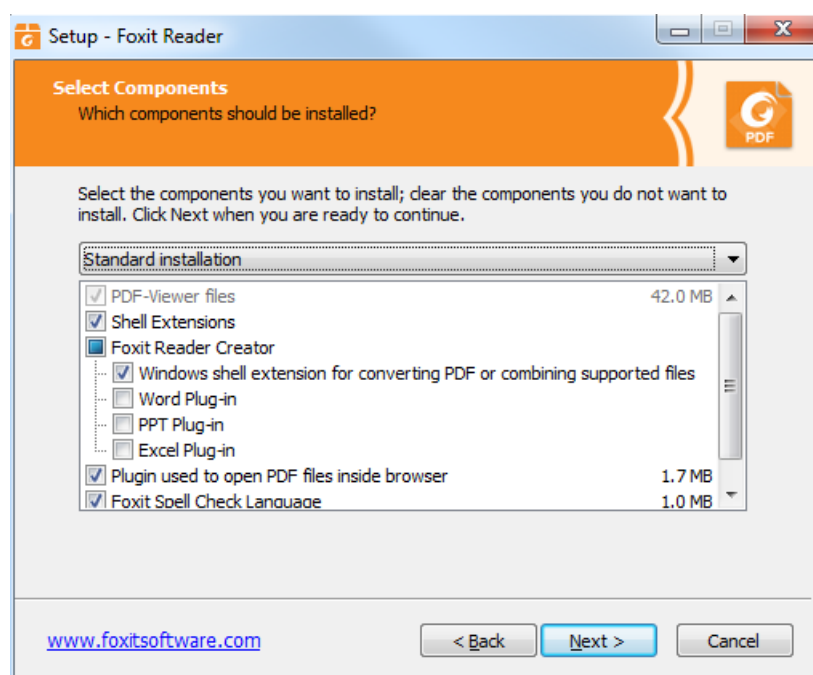 Setup - Foxit Reader
Select Components
Which components should be installed?
PDF
Select the components you want to install; clear the components you do not want to
install. Click Next when you are ready to continue.
Standard installation
PDF-Viewer files 42.0 MB
Shell Extensions
Foxit Reader Creator
Windows shell extension for converting PDF or combining supported files
Word Plug-in
PPT Plug-in
Excel Plug-in
Plugin used to open PDF files inside browser 1.7 MB
Foxit Spell Check Language 1.0 MB
www.foxitsoftware.com
< Back Next > Cancel